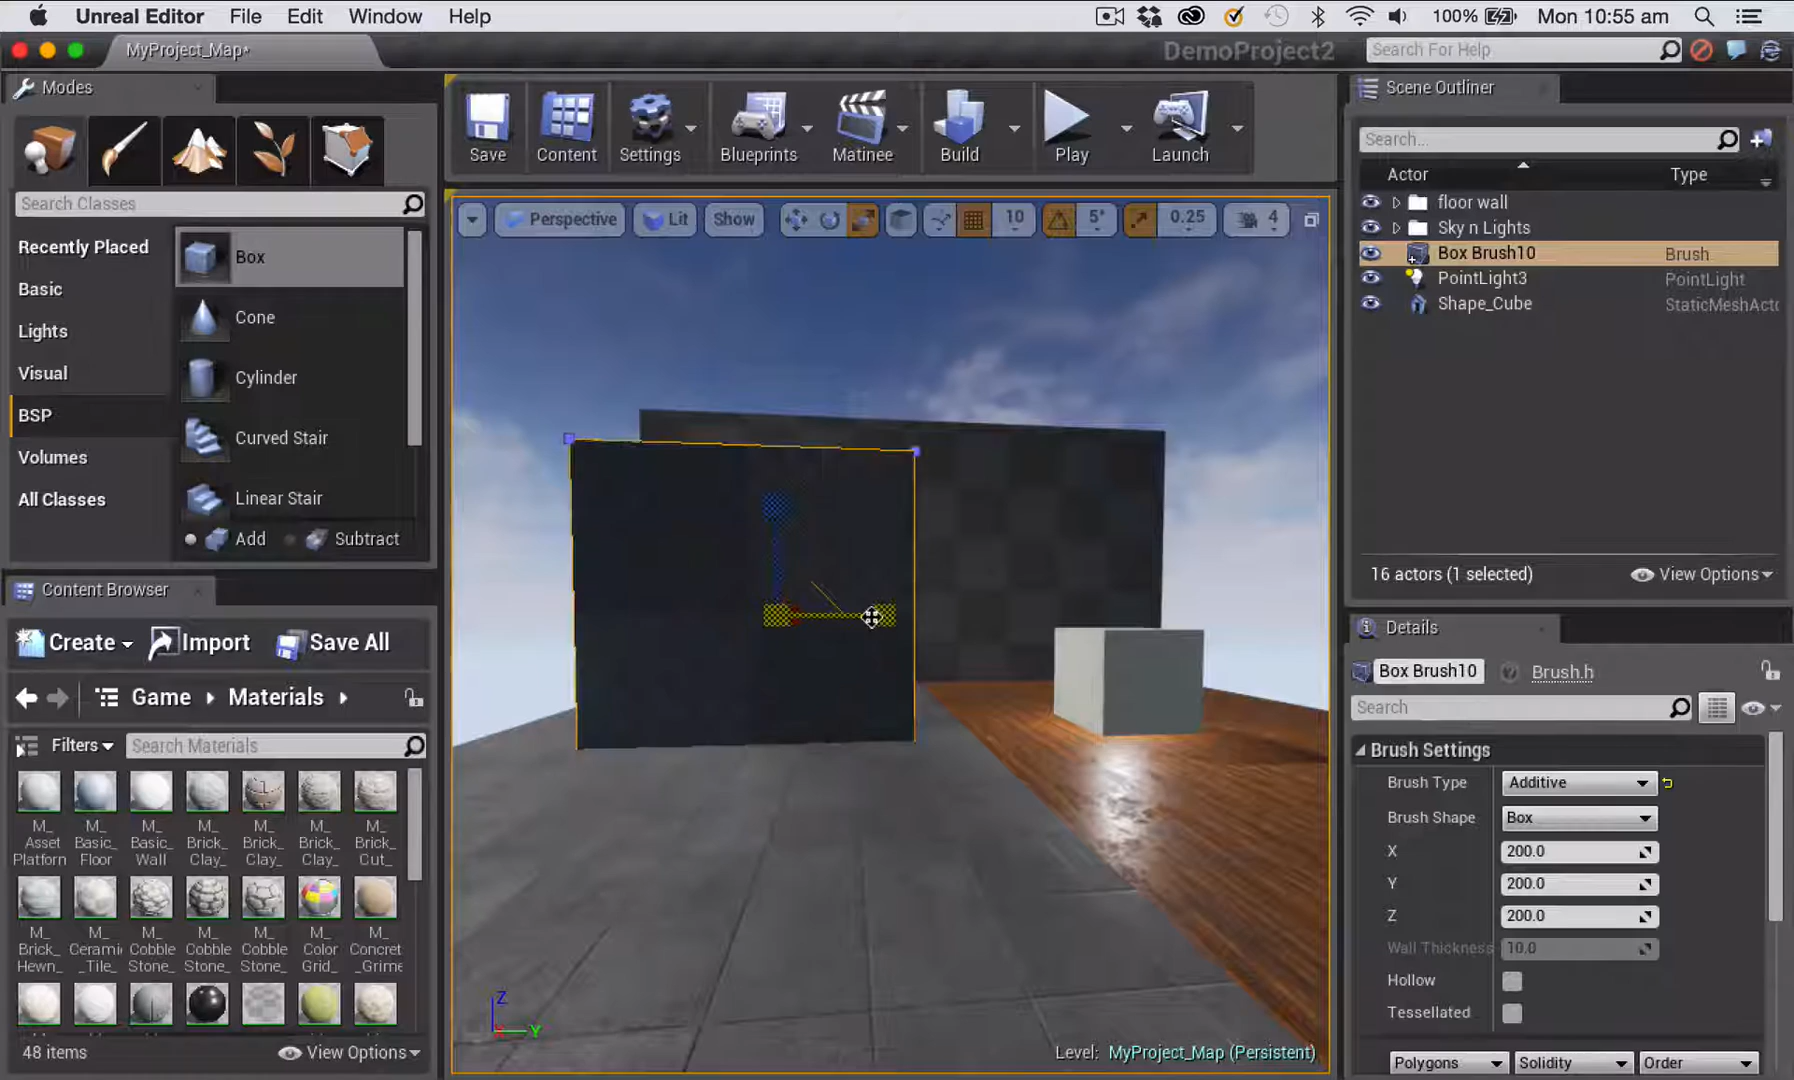 Unreal Editor File Edit Window Help 100% Mon 10:55 am
MyProject_Map* DemoProject2 Search For Help
Modes
Save Content Settings Blueprints Matinee Build Play Launch
Search Classes
Recently Placed
Basic
Lights
Visual
BSP
Volumes
All Classes
Box
Cone
Cylinder
Curved Stair
Linear Stair
Add Subtract
Perspective Lit Show 10 5° 0.25 4
Scene Outliner
Search...
Actor Type
floor wall
Sky n Lights
Box Brush10 Brush
PointLight3 PointLight
Shape_Cube StaticMeshActo
16 actors (1 selected) View Options
Content Browser
Create Import Save All
Game Materials
Filters Search Materials
M_ Asset Platforn
M_ Basic_ Floor
M_ Basic_ Wall
M_ Brick_ Clay_
M_ Brick_ Clay_
M_ Brick_ Clay_
M_ Brick_ Cut_
M_ Brick_ Hewn_
M_ Cerami _Tile_
M_ Cobble Stone_
M_ Cobble Stone_
M_ Cobble Stone_
M_ Color Grid_
M_ Concret _Grime
48 items View Options
Z
X Y
Level: MyProject_Map (Persistent)
Details
Box Brush10 Brush.h
Search
Brush Settings
Brush Type Additive
Brush Shape Box
X 200.0
Y 200.0
Z 200.0
Wall Thickness 10.0
Hollow
Tessellated
Polygons Solidity Order